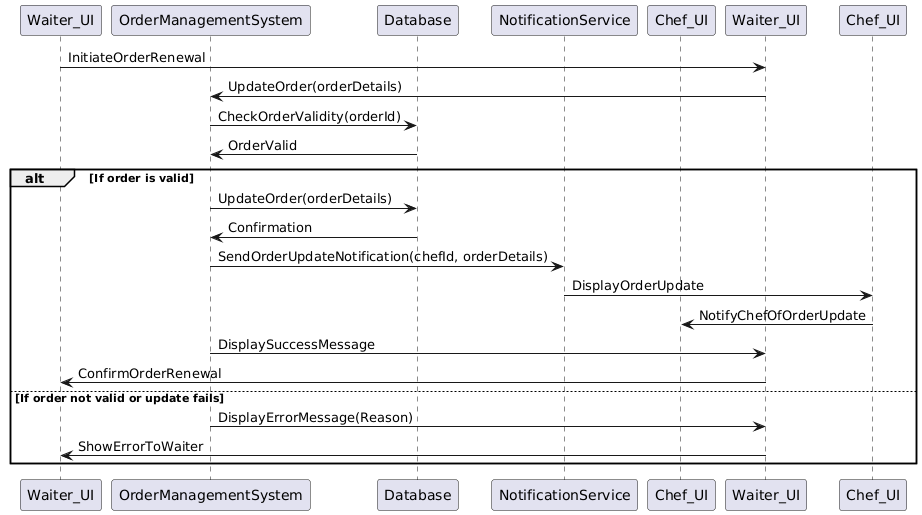 Waiter_UI OrderManagementSystem Database NotificationService Chef_UI Waiter_UI Chef_UI
InitiateOrderRenewal
UpdateOrder(orderDetails)
CheckOrderValidity(orderId)
OrderValid
alt [If order is valid]
UpdateOrder(orderDetails)
Confirmation
SendOrderUpdateNotification(chefId, orderDetails)
DisplayOrderUpdate
NotifyChefOfOrderUpdate
DisplaySuccessMessage
ConfirmOrderRenewal
[If order not valid or update fails]
DisplayErrorMessage(Reason)
ShowErrorToWaiter
Waiter_UI OrderManagementSystem Database NotificationService Chef_UI Waiter_UI Chef_UI